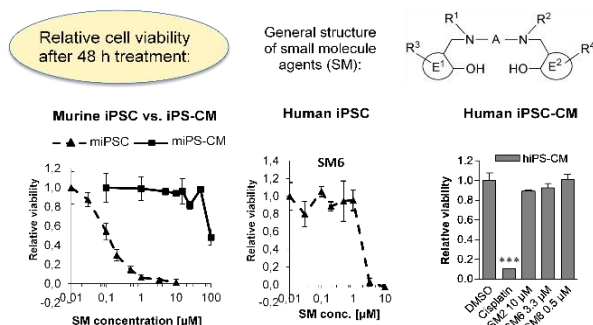 Relative cell viability
after 48 h treatment:
General structure
of small molecule
agents (SM):
R¹ R²
N A N
R³ R⁴
E¹ OH HO E²
Murine iPSC vs. iPS-CM
miPSC miPS-CM
Relative viability
1,2
1,0
0,8
0,6
0,4
0,2
0,0
-0,2
0,01 0,1 1 10 100
SM concentration [µM]
Human iPSC
SM6
Relative viability
1,2
1,0
0,8
0,6
0,4
0,2
0,0
-0,2
0,01 0,1 1 10
SM conc. [µM]
Human iPSC-CM
hiPS-CM
Relative viability
1.2
1.0
0.8
0.6
0.4
0.2
0.0
***
DMSO
Cisplatin
SM2 10 µM
SM6 3.3 µM
SM8 0.5 µM